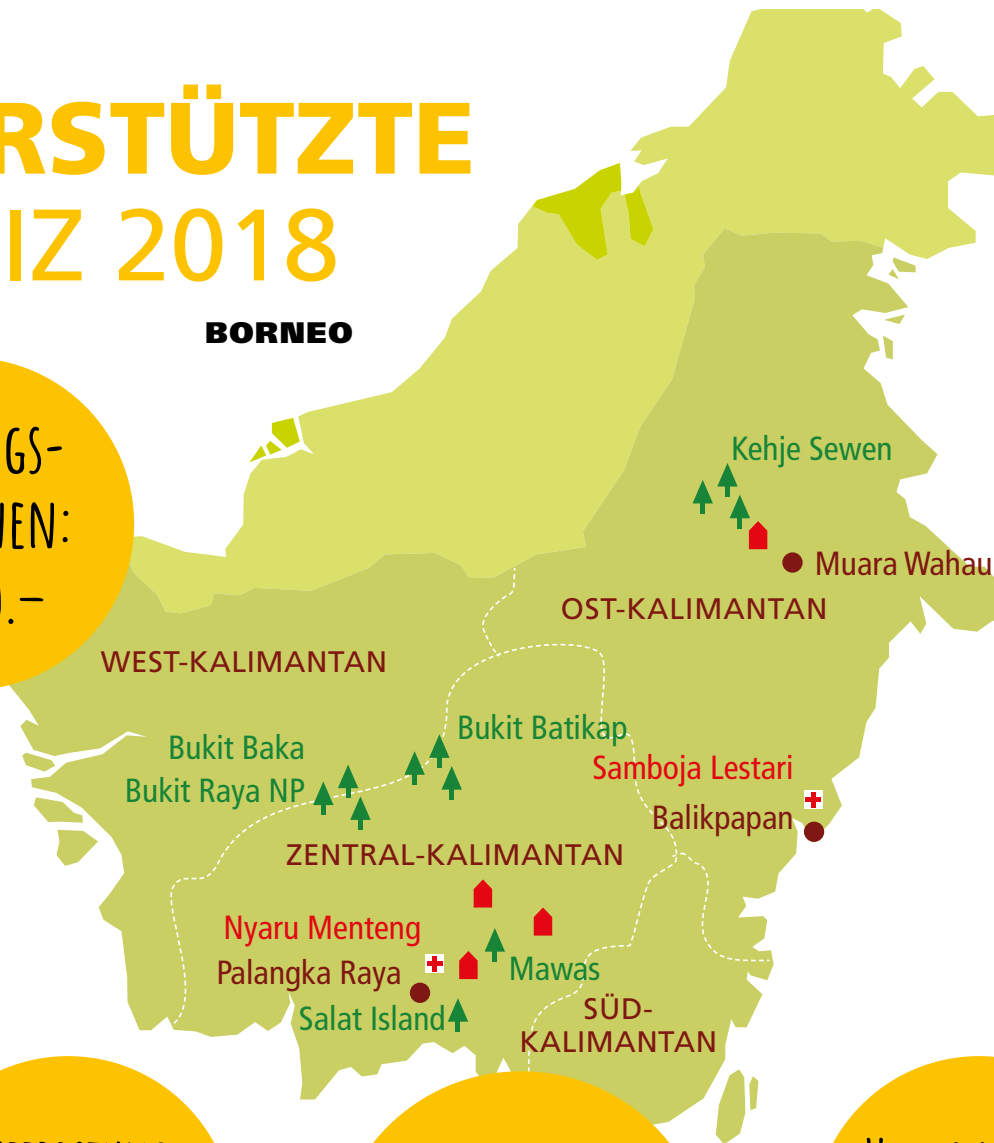 RSTÜTZTE
IZ 2018
BORNEO
GS-
EN:
.–
Kehje Sewen
Muara Wahau
OST-KALIMANTAN
WEST-KALIMANTAN
Bukit Batikap
Bukit Baka
Bukit Raya NP
Samboja Lestari
Balikpapan
ZENTRAL-KALIMANTAN
Nyaru Menteng
Palangka Raya
Mawas
Salat Island
SÜD-
KALIMANTAN